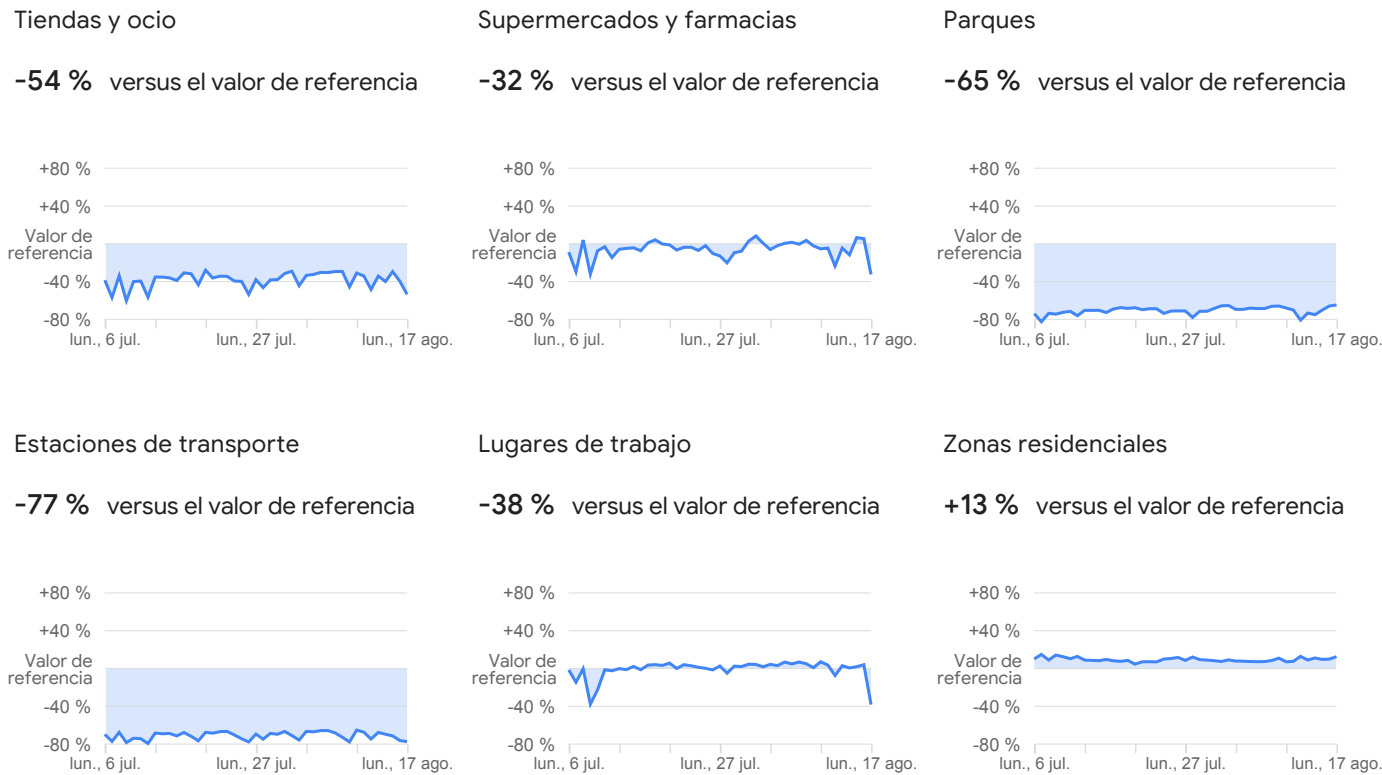 Tiendas y ocio
-54 % versus el valor de referencia
+80 %
+40 %
Valor de
referencia
-40 %
-80 %
lun., 6 jul. lun., 27 jul. lun., 17 ago.
Supermercados y farmacias
-32 % versus el valor de referencia
+80 %
+40 %
Valor de
referencia
-40 %
-80 %
lun., 6 jul. lun., 27 jul. lun., 17 ago.
Parques
-65 % versus el valor de referencia
+80 %
+40 %
Valor de
referencia
-40 %
-80 %
lun., 6 jul. lun., 27 jul. lun., 17 ago.
Estaciones de transporte
-77 % versus el valor de referencia
+80 %
+40 %
Valor de
referencia
-40 %
-80 %
lun., 6 jul. lun., 27 jul. lun., 17 ago.
Lugares de trabajo
-38 % versus el valor de referencia
+80 %
+40 %
Valor de
referencia
-40 %
-80 %
lun., 6 jul. lun., 27 jul. lun., 17 ago.
Zonas residenciales
+13 % versus el valor de referencia
+80 %
+40 %
Valor de
referencia
-40 %
-80 %
lun., 6 jul. lun., 27 jul. lun., 17 ago.